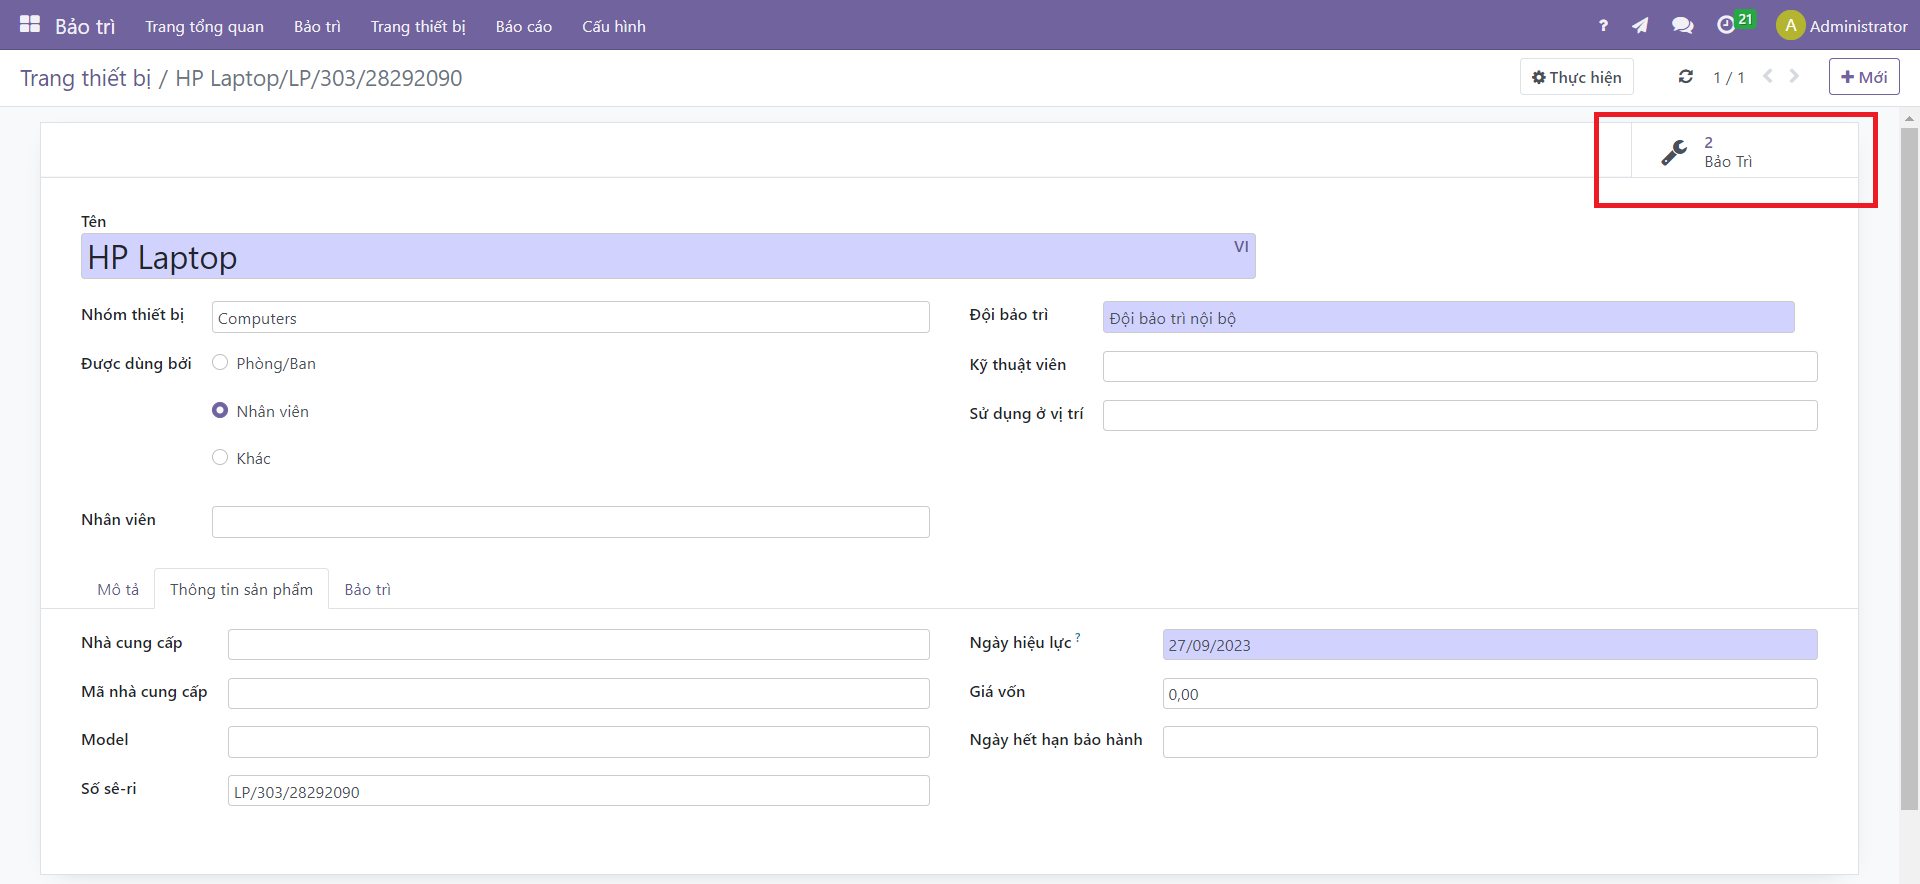 Bảo trì Trang tổng quan Bảo trì Trang thiết bị Báo cáo Cấu hình ? 21 A Administrator
Trang thiết bị / HP Laptop/LP/303/28292090 Thực hiện 1 / 1 Mới
2
Bảo Trì
Tên
HP Laptop VI
Nhóm thiết bị Computers Đội bảo trì Đội bảo trì nội bộ
Được dùng bởi Phòng/Ban Kỹ thuật viên
Nhân viên Sử dụng ở vị trí
Khác
Nhân viên
Mô tả Thông tin sản phẩm Bảo trì
Nhà cung cấp Ngày hiệu lực ? 27/09/2023
Mã nhà cung cấp Giá vốn 0,00
Model Ngày hết hạn bảo hành
Số sê-ri LP/303/28292090